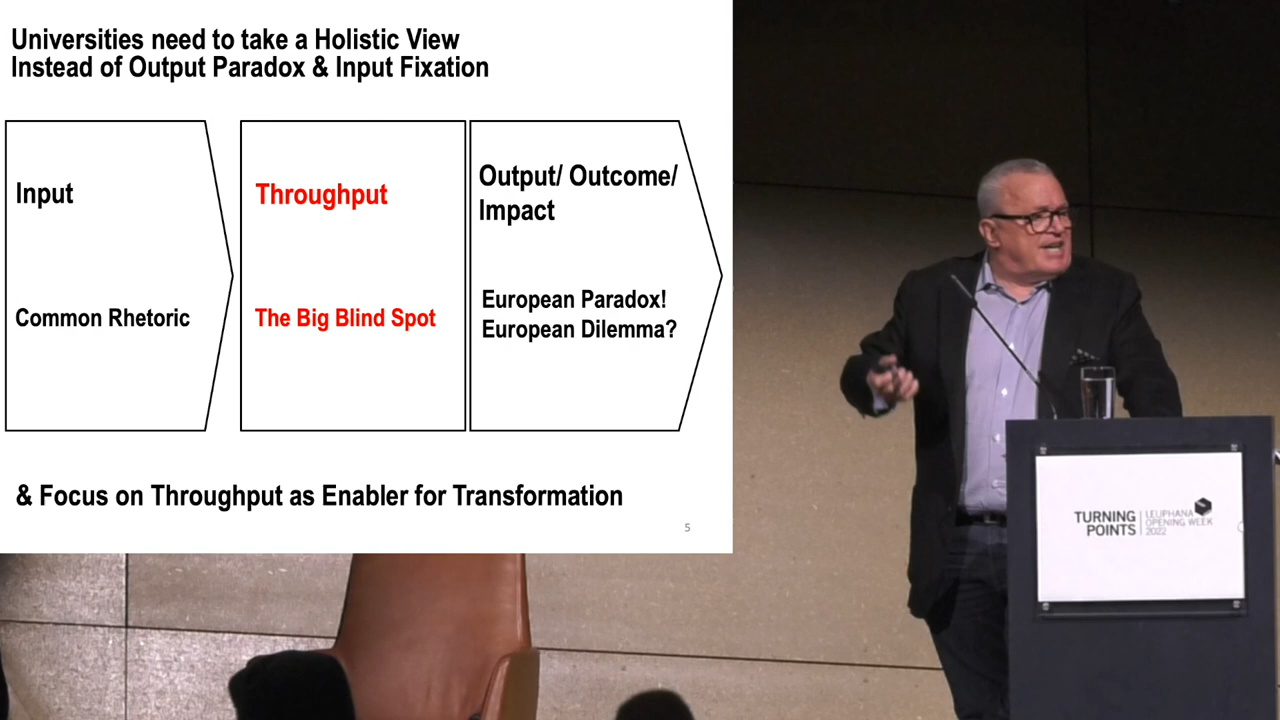 Universities need to take a Holistic View
Instead of Output Paradox & Input Fixation
Input
Common Rhetoric
Throughput
The Big Blind Spot
Output/ Outcome/
Impact
European Paradox!
European Dilemma?
& Focus on Throughput as Enabler for Transformation
5
TURNING
POINTS
LEUPHANA
OPENING WEEK
2022